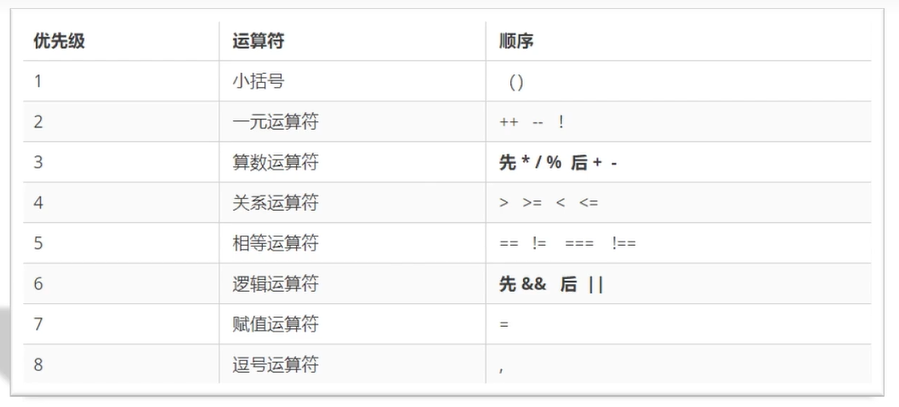 优先级 运算符 顺序
1 小括号 ()
2 一元运算符 ++ -- !
3 算数运算符 先 * / % 后 + -
4 关系运算符 > >= < <=
5 相等运算符 == != === !==
6 逻辑运算符 先 && 后 ||
7 赋值运算符 =
8 逗号运算符 ,